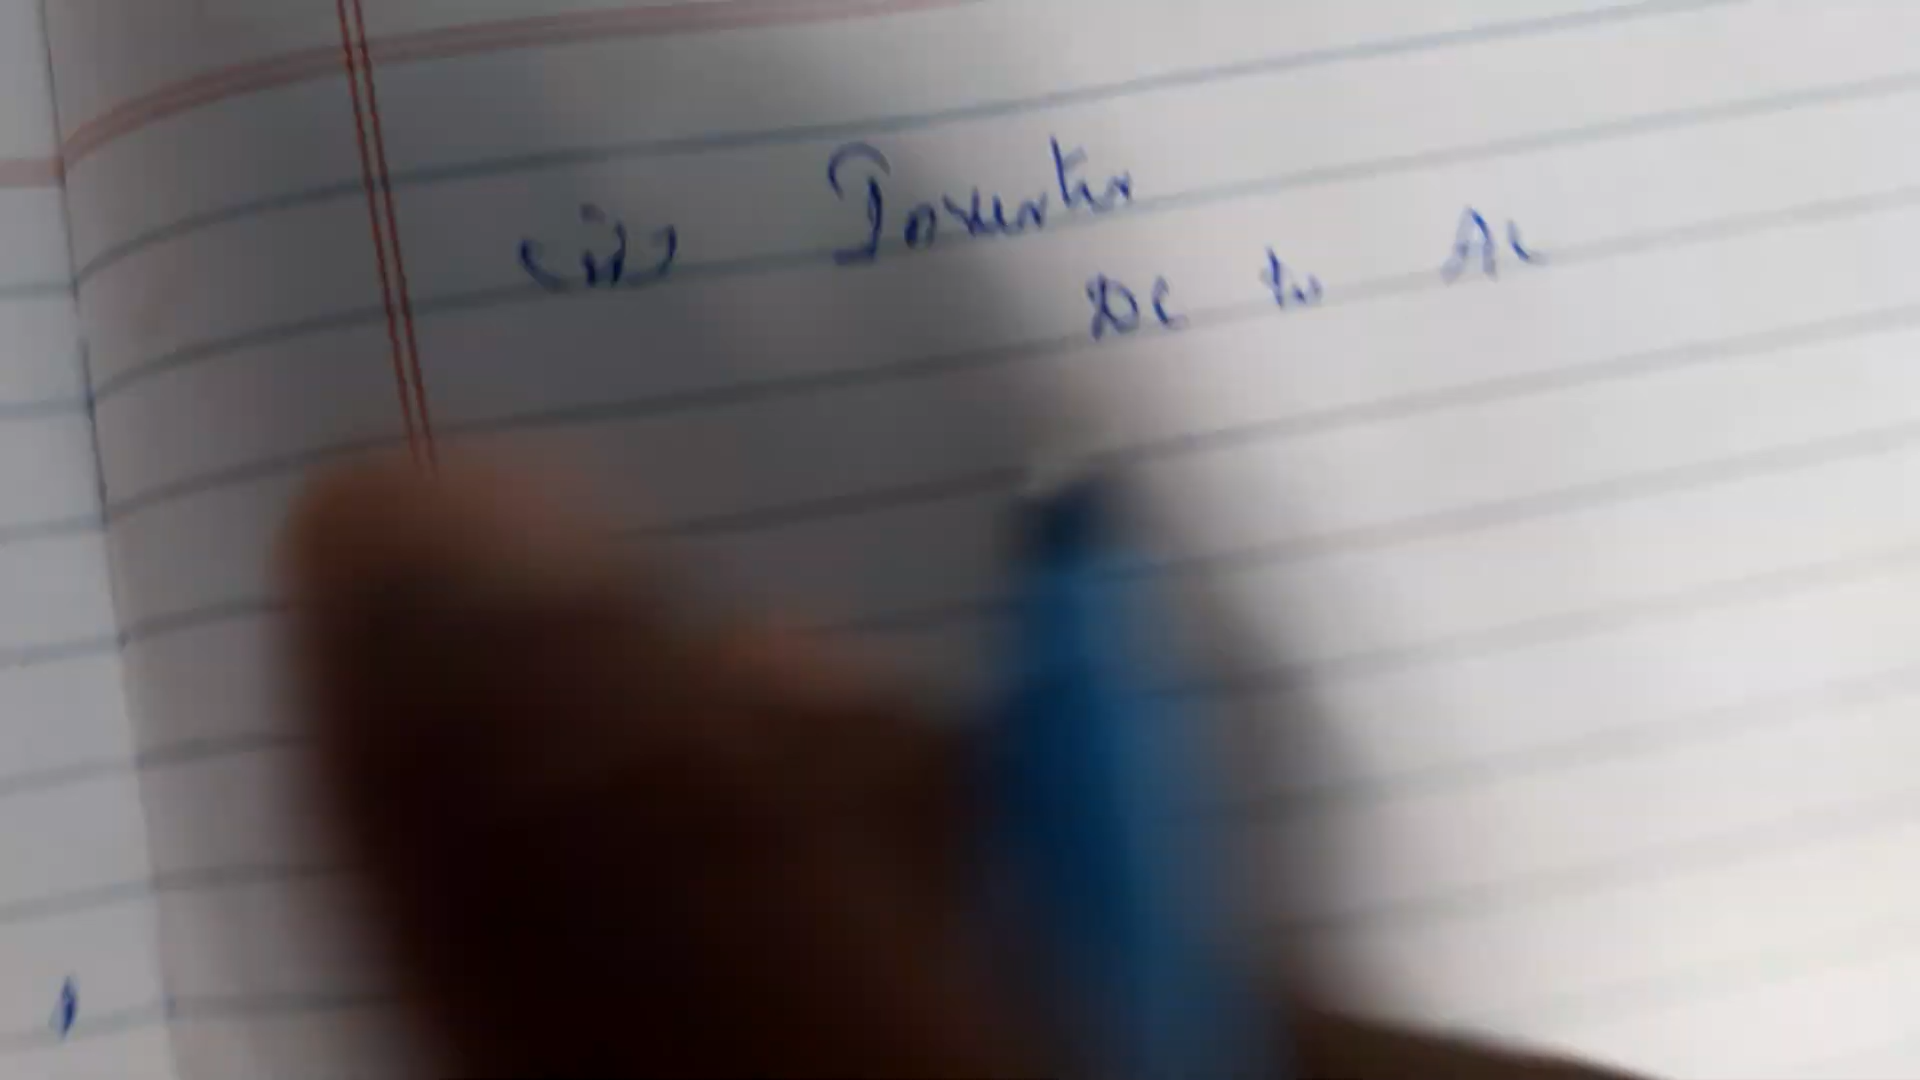 (ii) Inverter
DC to AC